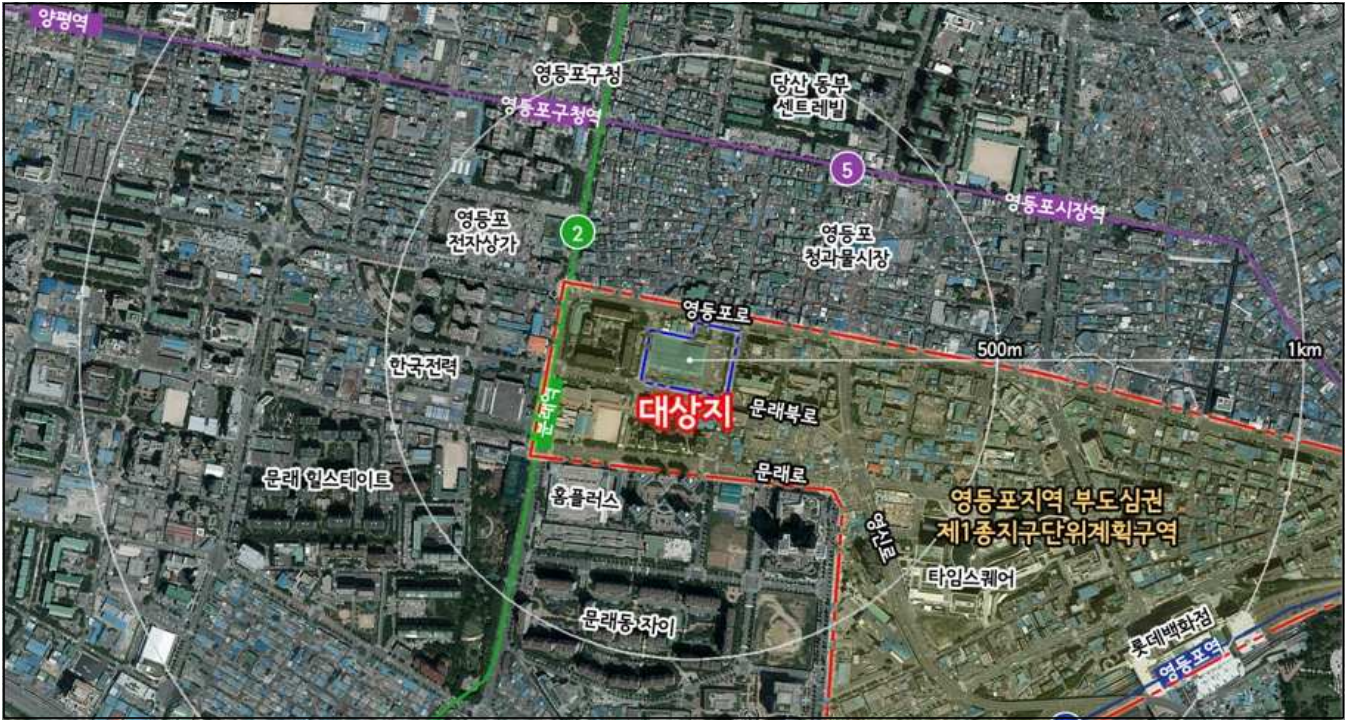 양평역
영등포구청
영등포구청역
당산 동부
센트레빌
5
영등포시장역
영등포
전자상가
2
영등포
청과물시장
영등포로
500m
1km
한국전력
문래역
대상지
문래북로
문래 힐스테이트
홈플러스
문래로
영등포지역 부도심권
제1종지구단위계획구역
영신로
타임스퀘어
문래동 자이
롯데백화점
영등포역